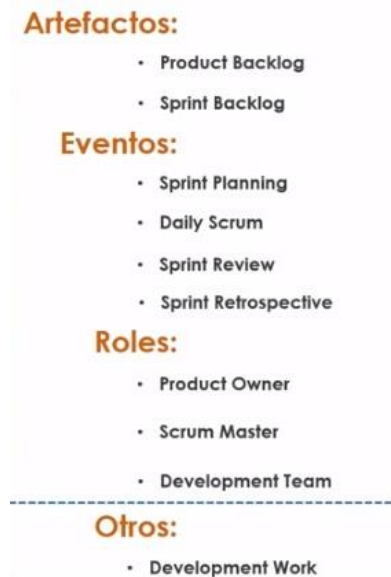 Artefactos:
· Product Backlog
· Sprint Backlog
Eventos:
· Sprint Planning
· Daily Scrum
· Sprint Review
· Sprint Retrospective
Roles:
· Product Owner
· Scrum Master
· Development Team
Otros:
· Development Work